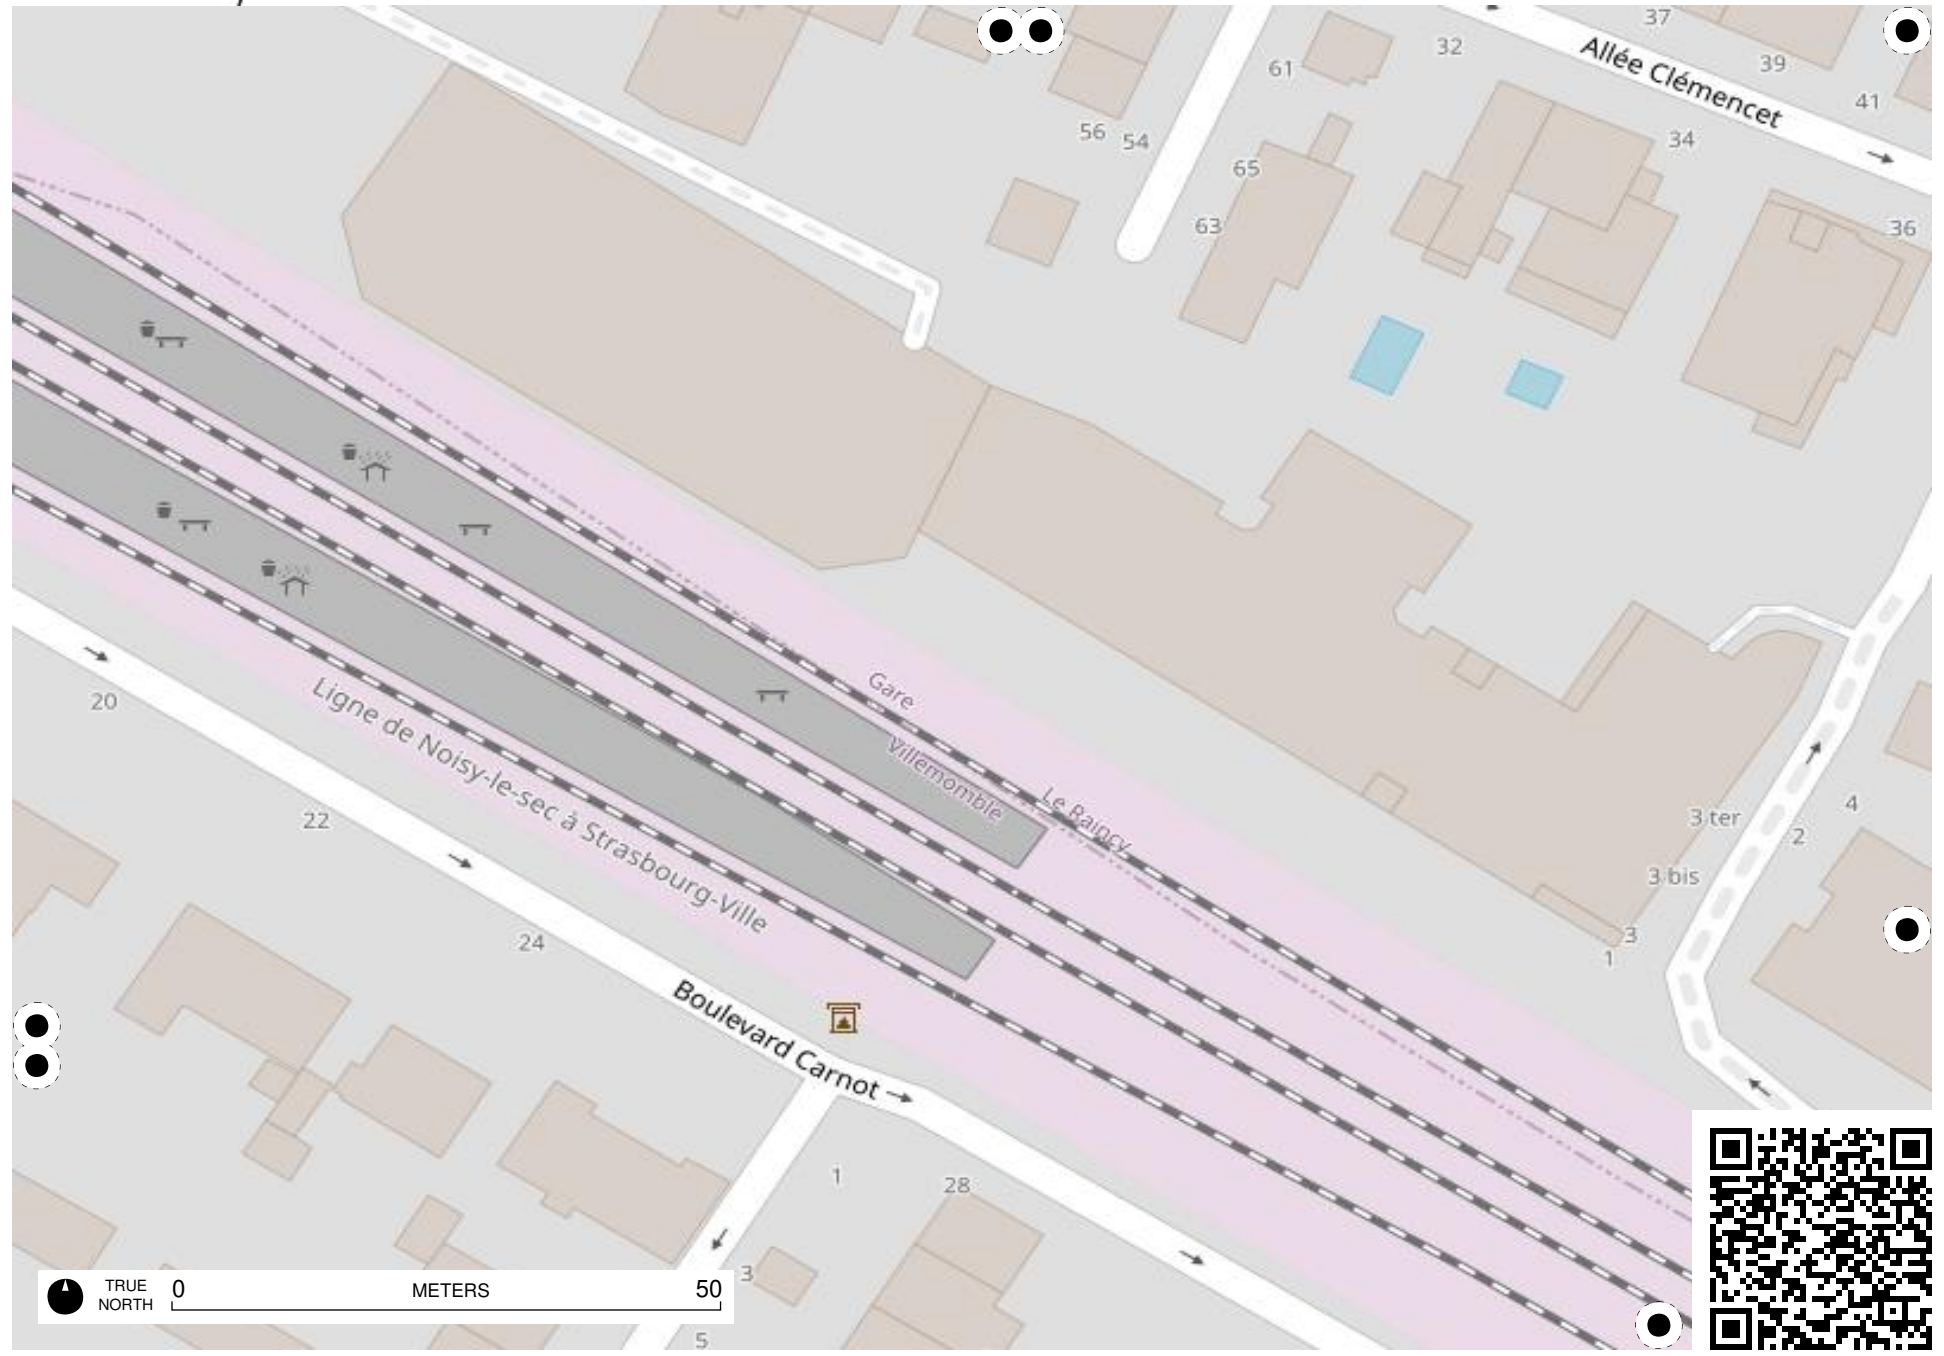 37
32
Allée Clémencet
39
61
41
56
54
34
65
63
36
Gare
Villemomble
Le Raincy
Ligne de Noisy-le-sec à Strasbourg-Ville
20
22
24
3 ter
4
2
3 bis
3
1
Boulevard Carnot
1
28
3
5
TRUE NORTH
0 METERS 50